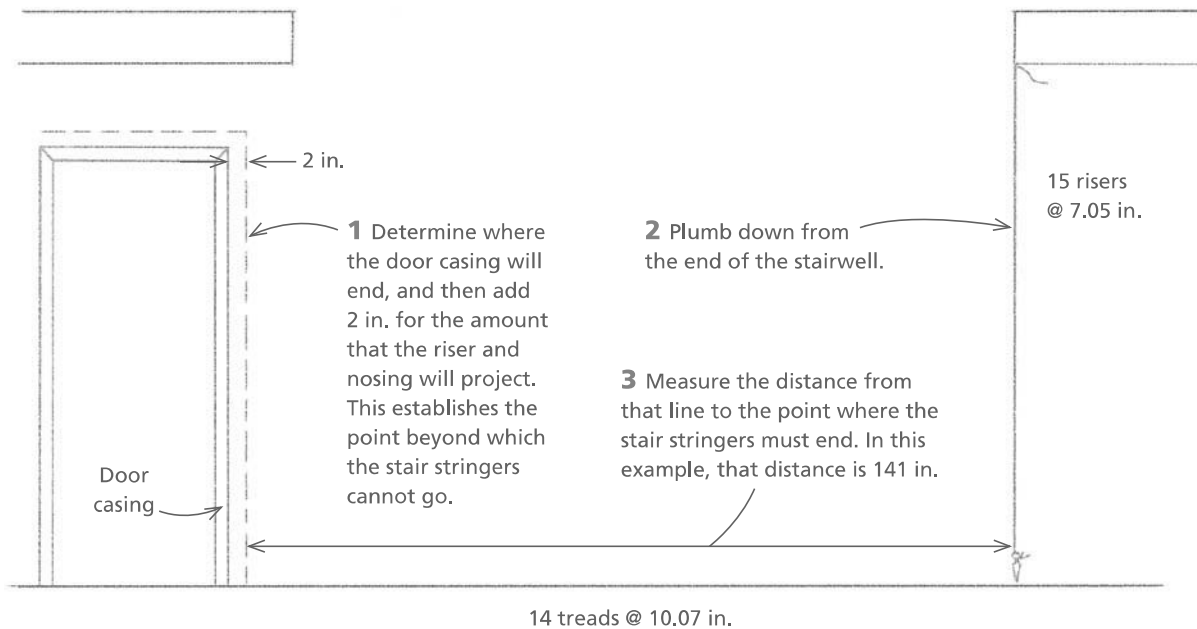 2 in.
15 risers
@ 7.05 in.
1 Determine where
the door casing will
end, and then add
2 in. for the amount
that the riser and
nosing will project.
This establishes the
point beyond which
the stair stringers
cannot go.
2 Plumb down from
the end of the stairwell.
3 Measure the distance from
that line to the point where the
stair stringers must end. In this
example, that distance is 141 in.
Door
casing
14 treads @ 10.07 in.